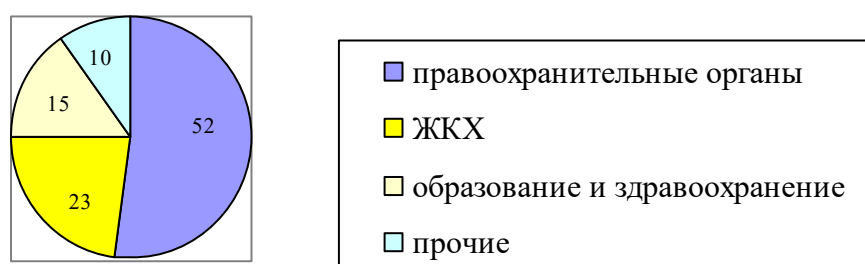 10
15
52
23
правоохранительные органы
ЖКХ
образование и здравоохранение
прочие